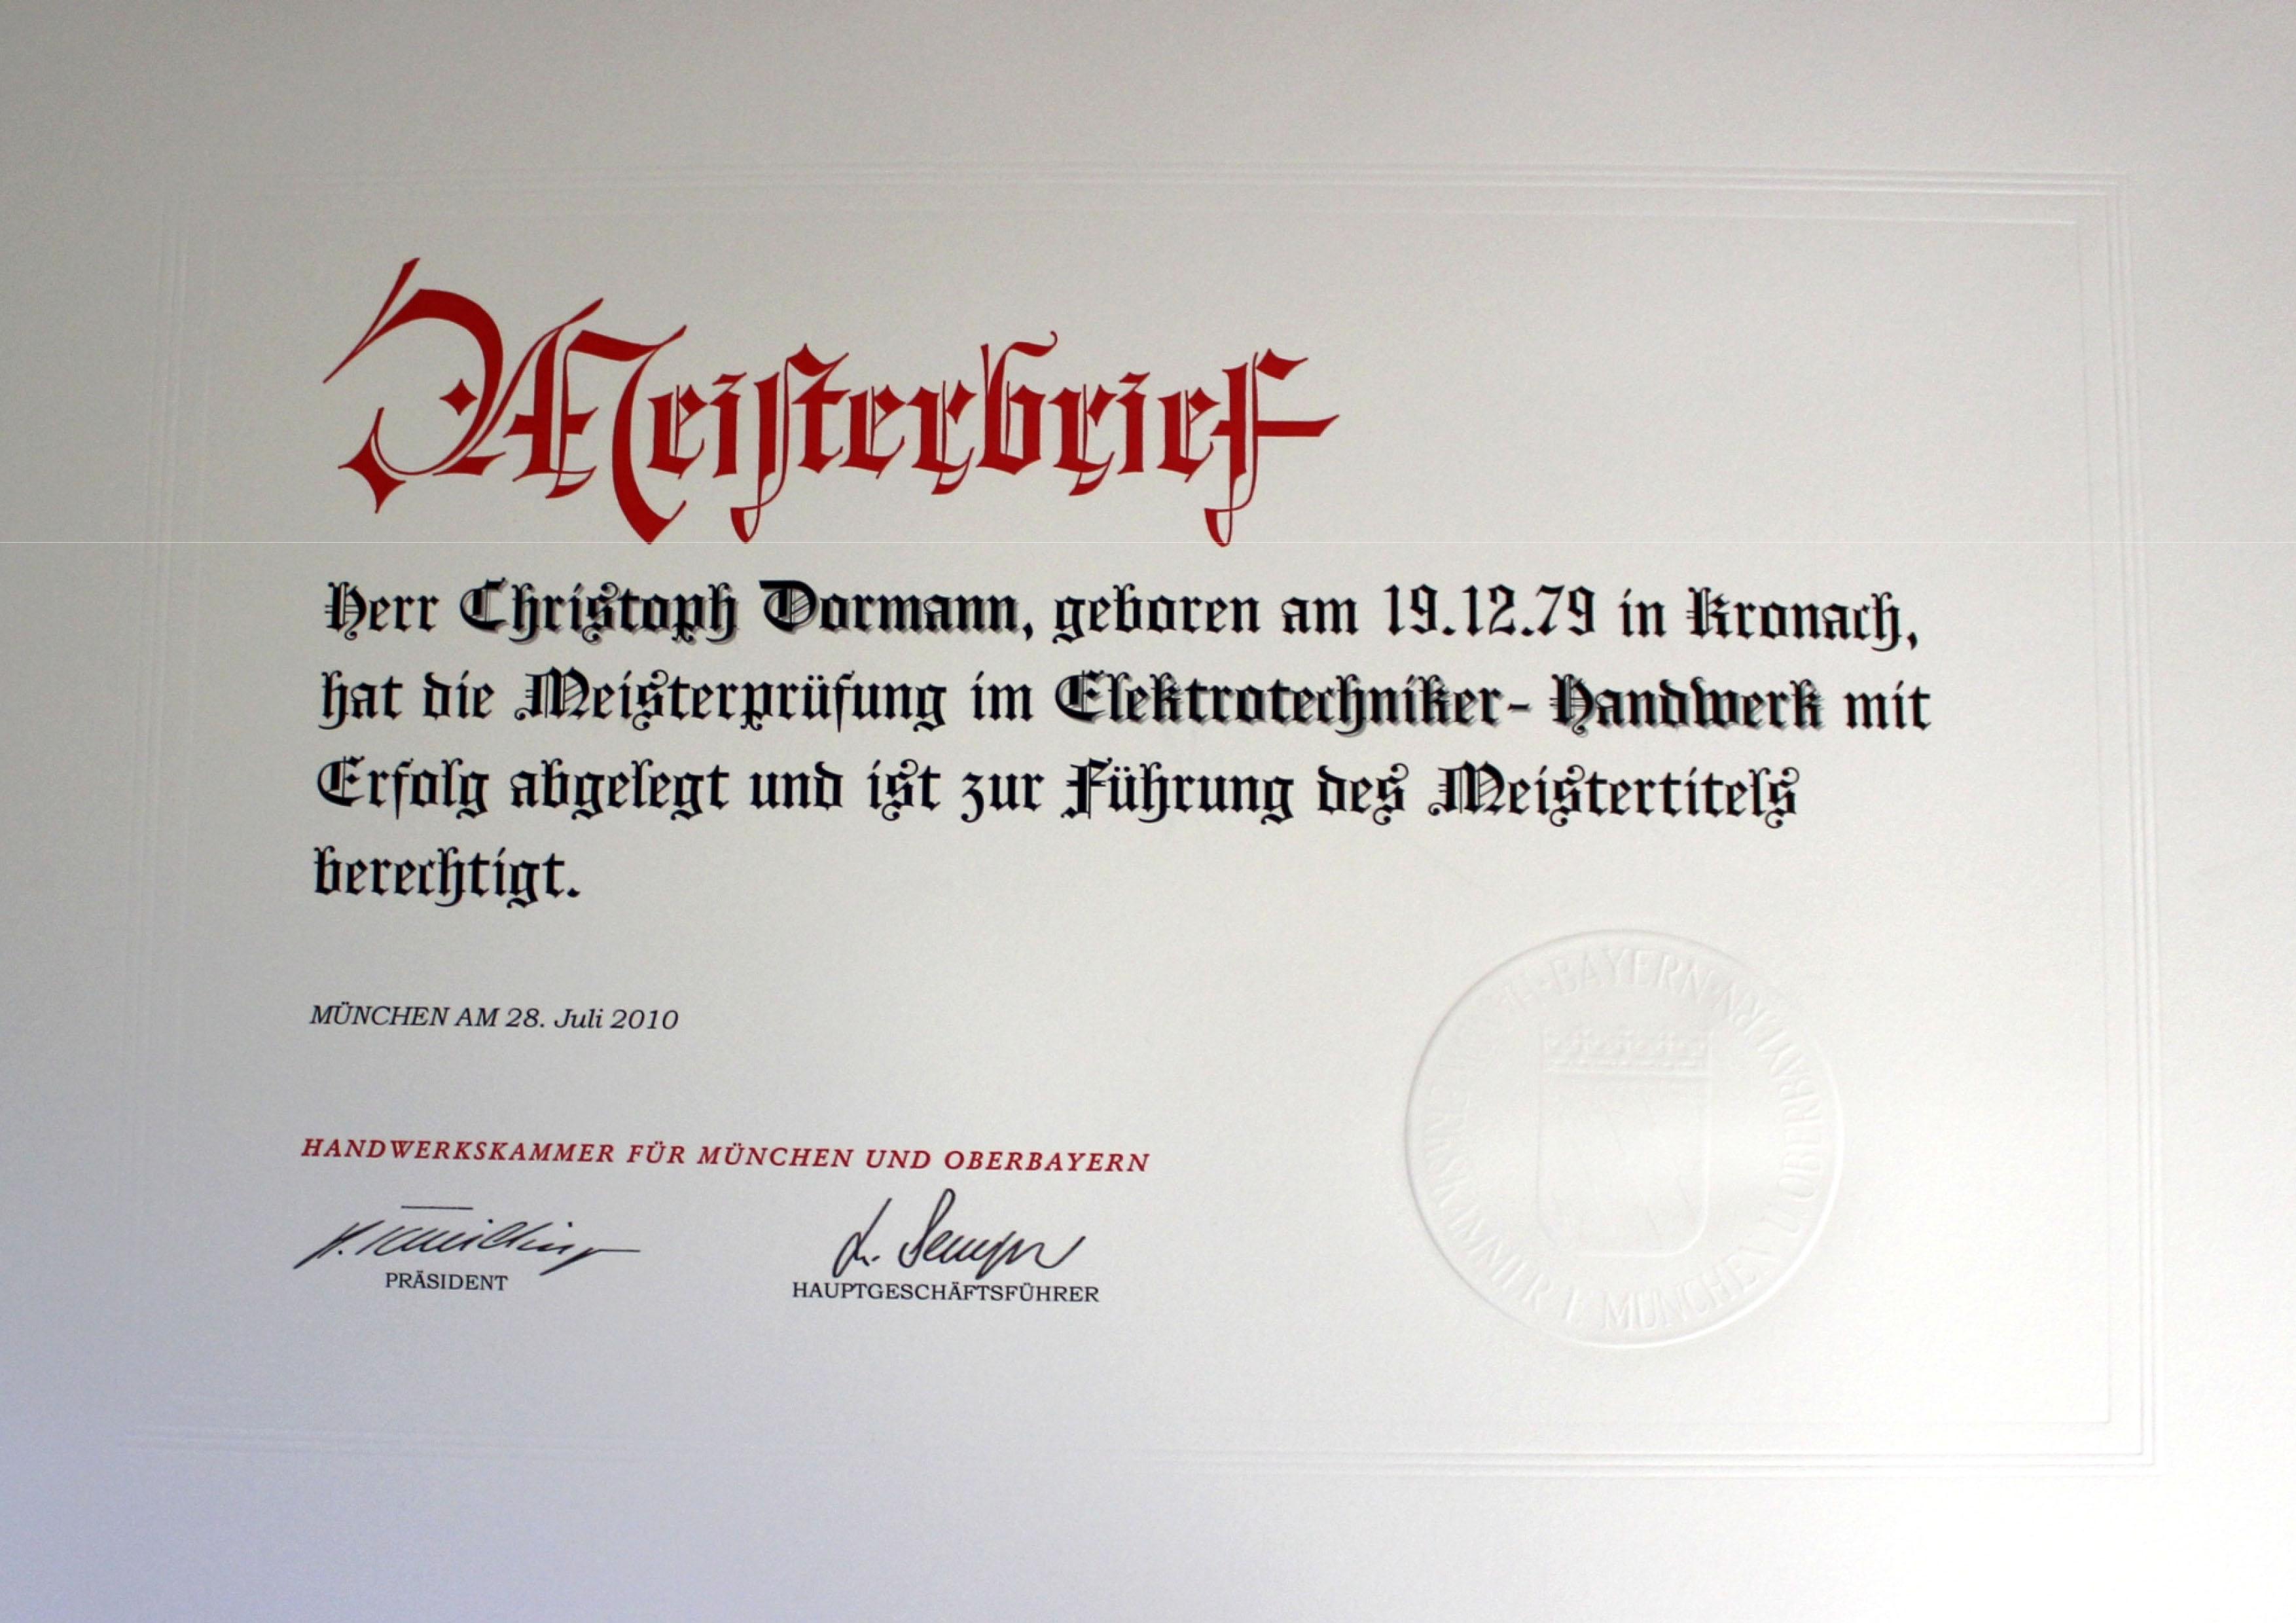 Meisterbrief
Herr Christoph Dormann, geboren am 19.12.79 in Kronach,
hat die Meisterprüfung im Elektrotechniker- Handwerk mit
Erfolg abgelegt und ist zur Führung des Meistertitels
berechtigt.
MÜNCHEN AM 28. Juli 2010
HANDWERKSKAMMER FÜR MÜNCHEN UND OBERBAYERN
PRÄSIDENT
HAUPTGESCHÄFTSFÜHRER
BAYERN
MÜNCHEN